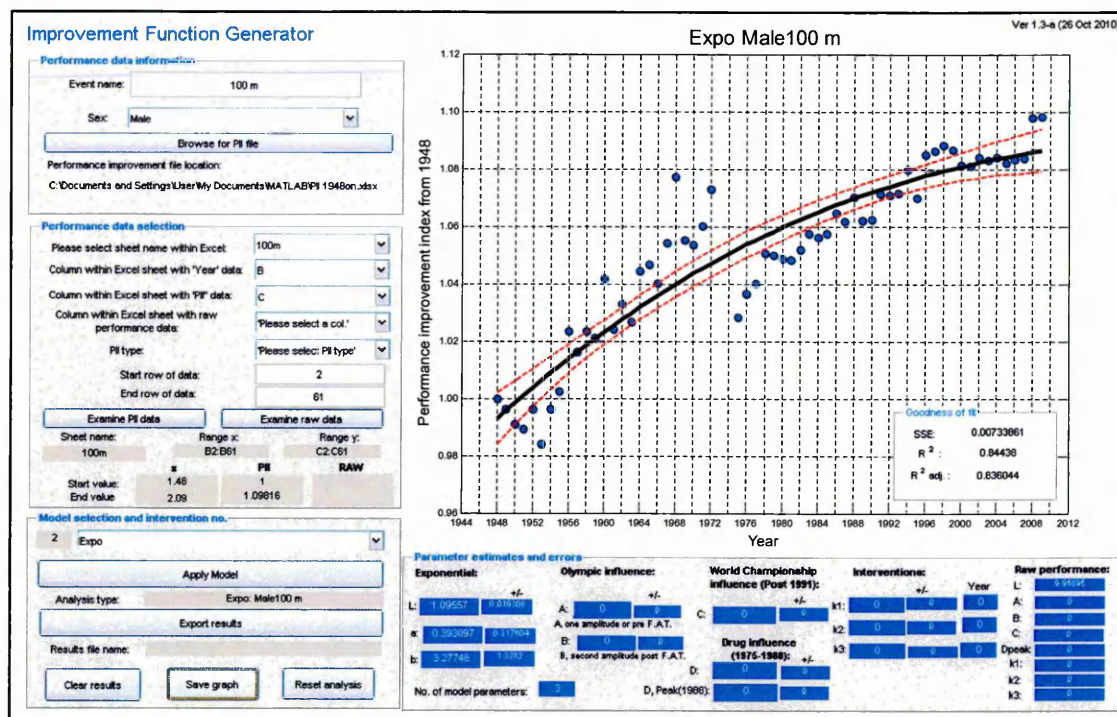 Improvement Function Generator
Ver 1.3-a (26 Oct 2010)
Performance data information
Event name: 100 m
Sex: Male
Browse for PII file
Performance improvement file location:
C:\Documents and Settings\User\My Documents\MATLAB\PII 1948on.xlsx
Performance data selection
Please select sheet name within Excel: 100m
Column within Excel sheet with 'Year' data: B
Column within Excel sheet with 'PII' data: C
Column within Excel sheet with raw
performance data: 'Please select a col.'
PII type: 'Please select PII type'
Start row of data: 2
End row of data: 61
Examine PII data Examine raw data
Sheet name: Range x: Range y:
100m B2:B61 C2:C61
x PII RAW
Start value: 1.48 1
End value 2.09 1.09816
Model selection and intervention no.
2 Expo
Apply Model
Analysis type: Expo: Male100 m
Export results
Results file name:
Clear results Save graph Reset analysis
Expo Male100 m
Performance improvement index from 1948
1.12
1.10
1.08
1.06
1.04
1.02
1.00
0.98
0.96
1944 1948 1952 1956 1960 1964 1968 1972 1976 1980 1984 1988 1992 1996 2000 2004 2008 2012
Year
Goodness of fit
SSE: 0.00733861
R 2 : 0.84438
R 2 adj.: 0.836044
Parameter estimates and errors
Exponential:
+/-
L: 1.09557
a: 0.393097
b: 3.27748
No. of model parameters: 3
Olympic influence:
+/-
A: 0 0
A, one amplitude or pre F.A.T.
B: 0 0
B, second amplitude post F.A.T.
World Championship
influence (Post 1991):
+/-
C: 0 0
Drug influence
(1975-1988): +/-
D: 0 0
D, Peak(1986): 0 0
Interventions:
+/- Year
k1: 0 0 0
k2: 0 0 0
k3: 0 0 0
Raw performance:
L:
A: 0
B: 0
C: 0
Dpeak: 0
k1: 0
k2: 0
k3: 0